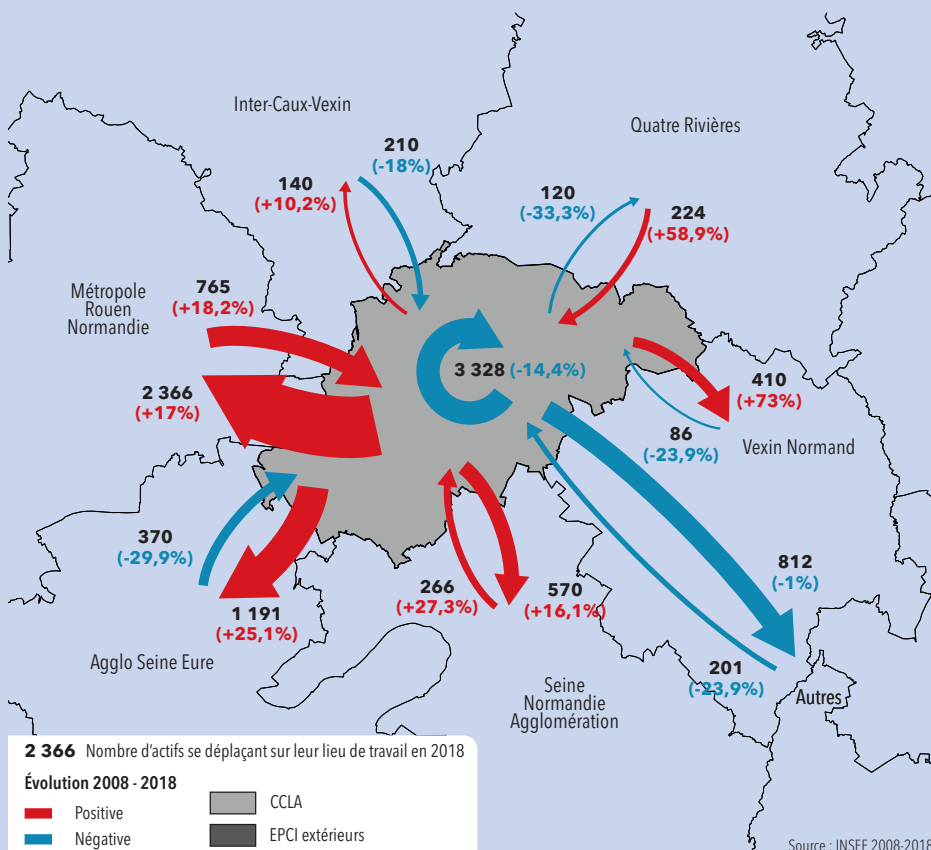 Inter-Caux-Vexin
Quatre Rivières
210
(-18%)
140
(+10,2%)
120
(-33,3%)
224
(+58,9%)
Métropole
Rouen
Normandie
765
(+18,2%)
2 366
(+17%)
3 328 (-14,4%)
410
(+73%)
86
(-23,9%)
Vexin Normand
370
(-29,9%)
1 191
(+25,1%)
266
(+27,3%)
570
(+16,1%)
812
(-1%)
201
(-23,9%)
Agglo Seine Eure
Seine
Normandie
Agglomération
Autres
2 366 Nombre d'actifs se déplaçant sur leur lieu de travail en 2018
Évolution 2008 - 2018
Positive
Négative
CCLA
EPCI extérieurs
Source : INSEE 2008-2018